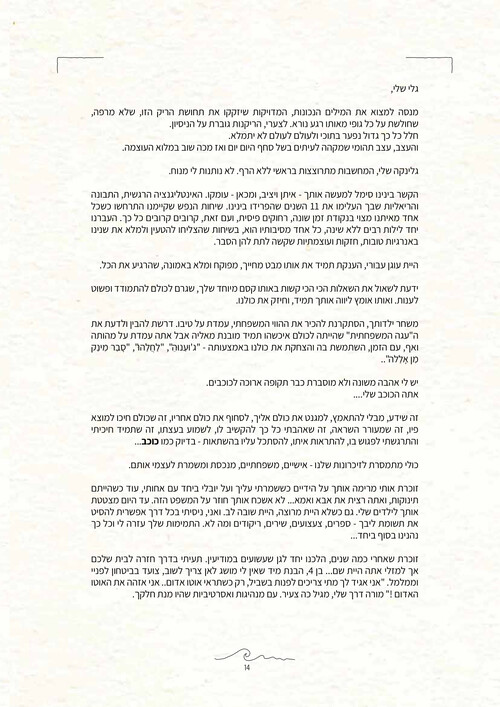 גלי שלי,
מנסה למצוא את המילים הנכונות, המדויקות שיזקקו את תחושת הריק הזו, שלא מרפה,
שחולשת על כל גופי מאותו רגע נורא. לצערי, הריקנות גוברת על הניסיון.
חלל כל כך גדול נפער בתוכי ולעולם לעולם לא יתמלא.
והעצב, עצב תהומי שמקהה לעיתים בשל סחף היום יום ואז מכה שוב במלוא העוצמה.
גלינקה שלי, המחשבות מתרוצצות בראשי ללא הרף. לא נותנות לי מנוח.
הקשר בינינו סימל למעשה אותך - איתן ויציב, ומכאן - עומקו. האינטליגנציה הרגשית, התבונה
והריאליות שבך העלימו את 11 השנים שהפרידו בינינו. שיחות הנפש שקיימנו התרחשו כשכל
אחד מאיתנו מצוי בנקודת זמן שונה, רחוקים פיסית, ועם זאת, קרובים קרובים כל כך. העברנו
יחד לילות רבים ללא שינה, כל אחד מסיבותיו הוא, בשיחות שהצליחו להטעין ולמלא את שנינו
באנרגיות טובות, חזקות ועוצמתיות שקשה לתת להן הסבר.
היית עוגן עבורי, הענקת תמיד את אותו מבט מחייך, מפוקח ומלא באמונה, שהרגיע את הכל.
ידעת לשאול את השאלות הכי הכי קשות באותו קסם מיוחד שלך, שגרם לכולם להתמודד ופשוט
לענות. ואותו אומץ ליווה אותך תמיד, וחיזק את כולנו.
משחר ילדותך, הסתקרנת להכיר את ההווי המשפחתי, עמדת על טיבו. דרשת להבין ולדעת את
ה"עגה המשפחתית" שהייתה לכולם איכשהו תמיד מובנת מאליה אבל אתה עמדת על מהותה
ואף, עם הזמן, השתמשת בה והצחקת את כולנו באמצעותה - "ג'ועַנוּהַ", "לַחֲלֵהוֹ", "סַבֵּר מִינַק
מִן אַלְלַה"..
יש לי אהבה משונה ולא מוסברת כבר תקופה ארוכה לכוכבים.
אתה הכוכב שלי....
זה שידע, מבלי להתאמץ, למגנט את כולם אליך, לסחוף את כולם אחריו, זה שכולם חיכו למוצא
פיו, זה שמעורר השראה, זה שאהבתי כל כך להקשיב לו, לשמוע בעצתו, זה שתמיד חיכיתי
והתרגשתי לפגוש בו, להתראות איתו, להסתכל עליו בהשתאות - בדיוק כמו כוכב...
כולי מתמסרת לזיכרונות שלנו - אישיים, משפחתיים, מנכסת ומשמרת לעצמי אותם.
זוכרת אותי מרימה אותך על הידיים כששמרתי עליך ועל יובלי ביחד עם אחותי, עוד כשהייתם
תינוקות, ואתה רצית את אבא ואמא... לא אשכח אותך חוזר על המשפט הזה. עד היום מצטטת
אותך לילדים שלי. גם כשלא היית מרוצה, היית שובה לב. ואני, ניסיתי בכל דרך אפשרית להסיט
את תשומת ליבך - ספרים, צעצועים, שירים, ריקודים ומה לא. התמימות שלך עזרה לי וכל כך
נהנינו בסוף ביחד...
זוכרת שאחרי כמה שנים, הלכנו יחד לגן שעשועים במודיעין. תעיתי בדרך חזרה לבית שלכם
אך למזלי אתה היית שם... בן 4, הבנת מיד שאין לי מושג לאן צריך לשוב, צועד בביטחון לפניי
וממלמל. "אני אגיד לך מתי צריכים לפנות בשביל, רק כשתראי אוטו אדום.. אני אזהה את האוטו
האדום !" מורה דרך שלי, מגיל כה צעיר. עם מנהיגות ואסרטיביות שהיו מנת חלקך.
14